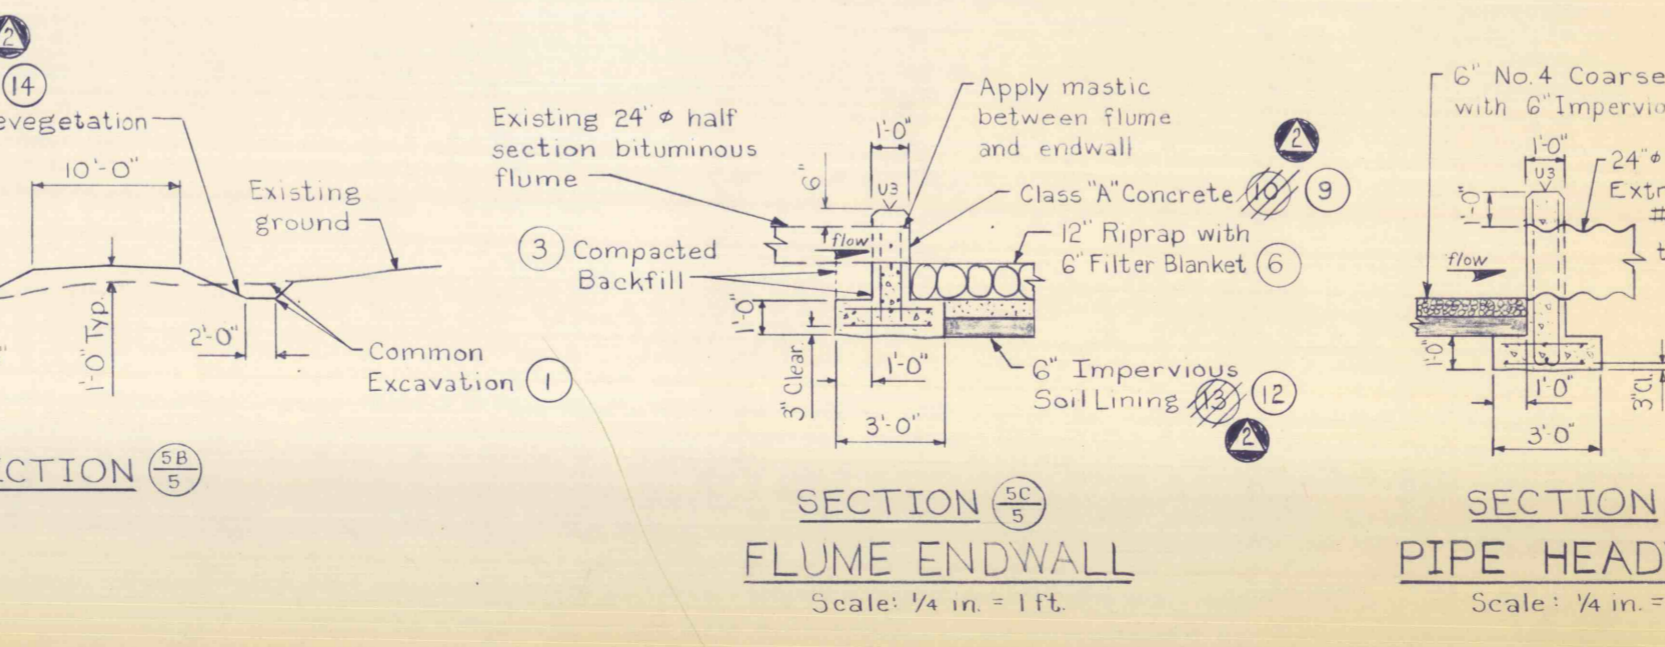 2
14
evegetation
10'-0"
Existing
ground
1'-0" Typ.
2'-0"
Common
Excavation 1
CTION 5B/5
Existing 24" ø half
section bituminous
flume
3 Compacted
Backfill
Apply mastic
between flume
and endwall
1'-0"
6"
U3
flow
Class "A" Concrete 10 9
2
12" Riprap with
6" Filter Blanket 6
1'-0"
3" Clear
1'-0"
3'-0"
6" Impervious
Soil Lining 13 12
2
SECTION 5C/5
FLUME ENDWALL
Scale: 1/4 in. = 1 ft.
6" No. 4 Coarse
with 6" Impervio
1'-0"
U3
1'-0"
24" ø
Extr
#
t
flow
1'-0"
1'-0"
3" Cl.
3'-0"
SECTION
PIPE HEAD
Scale: 1/4 in. =